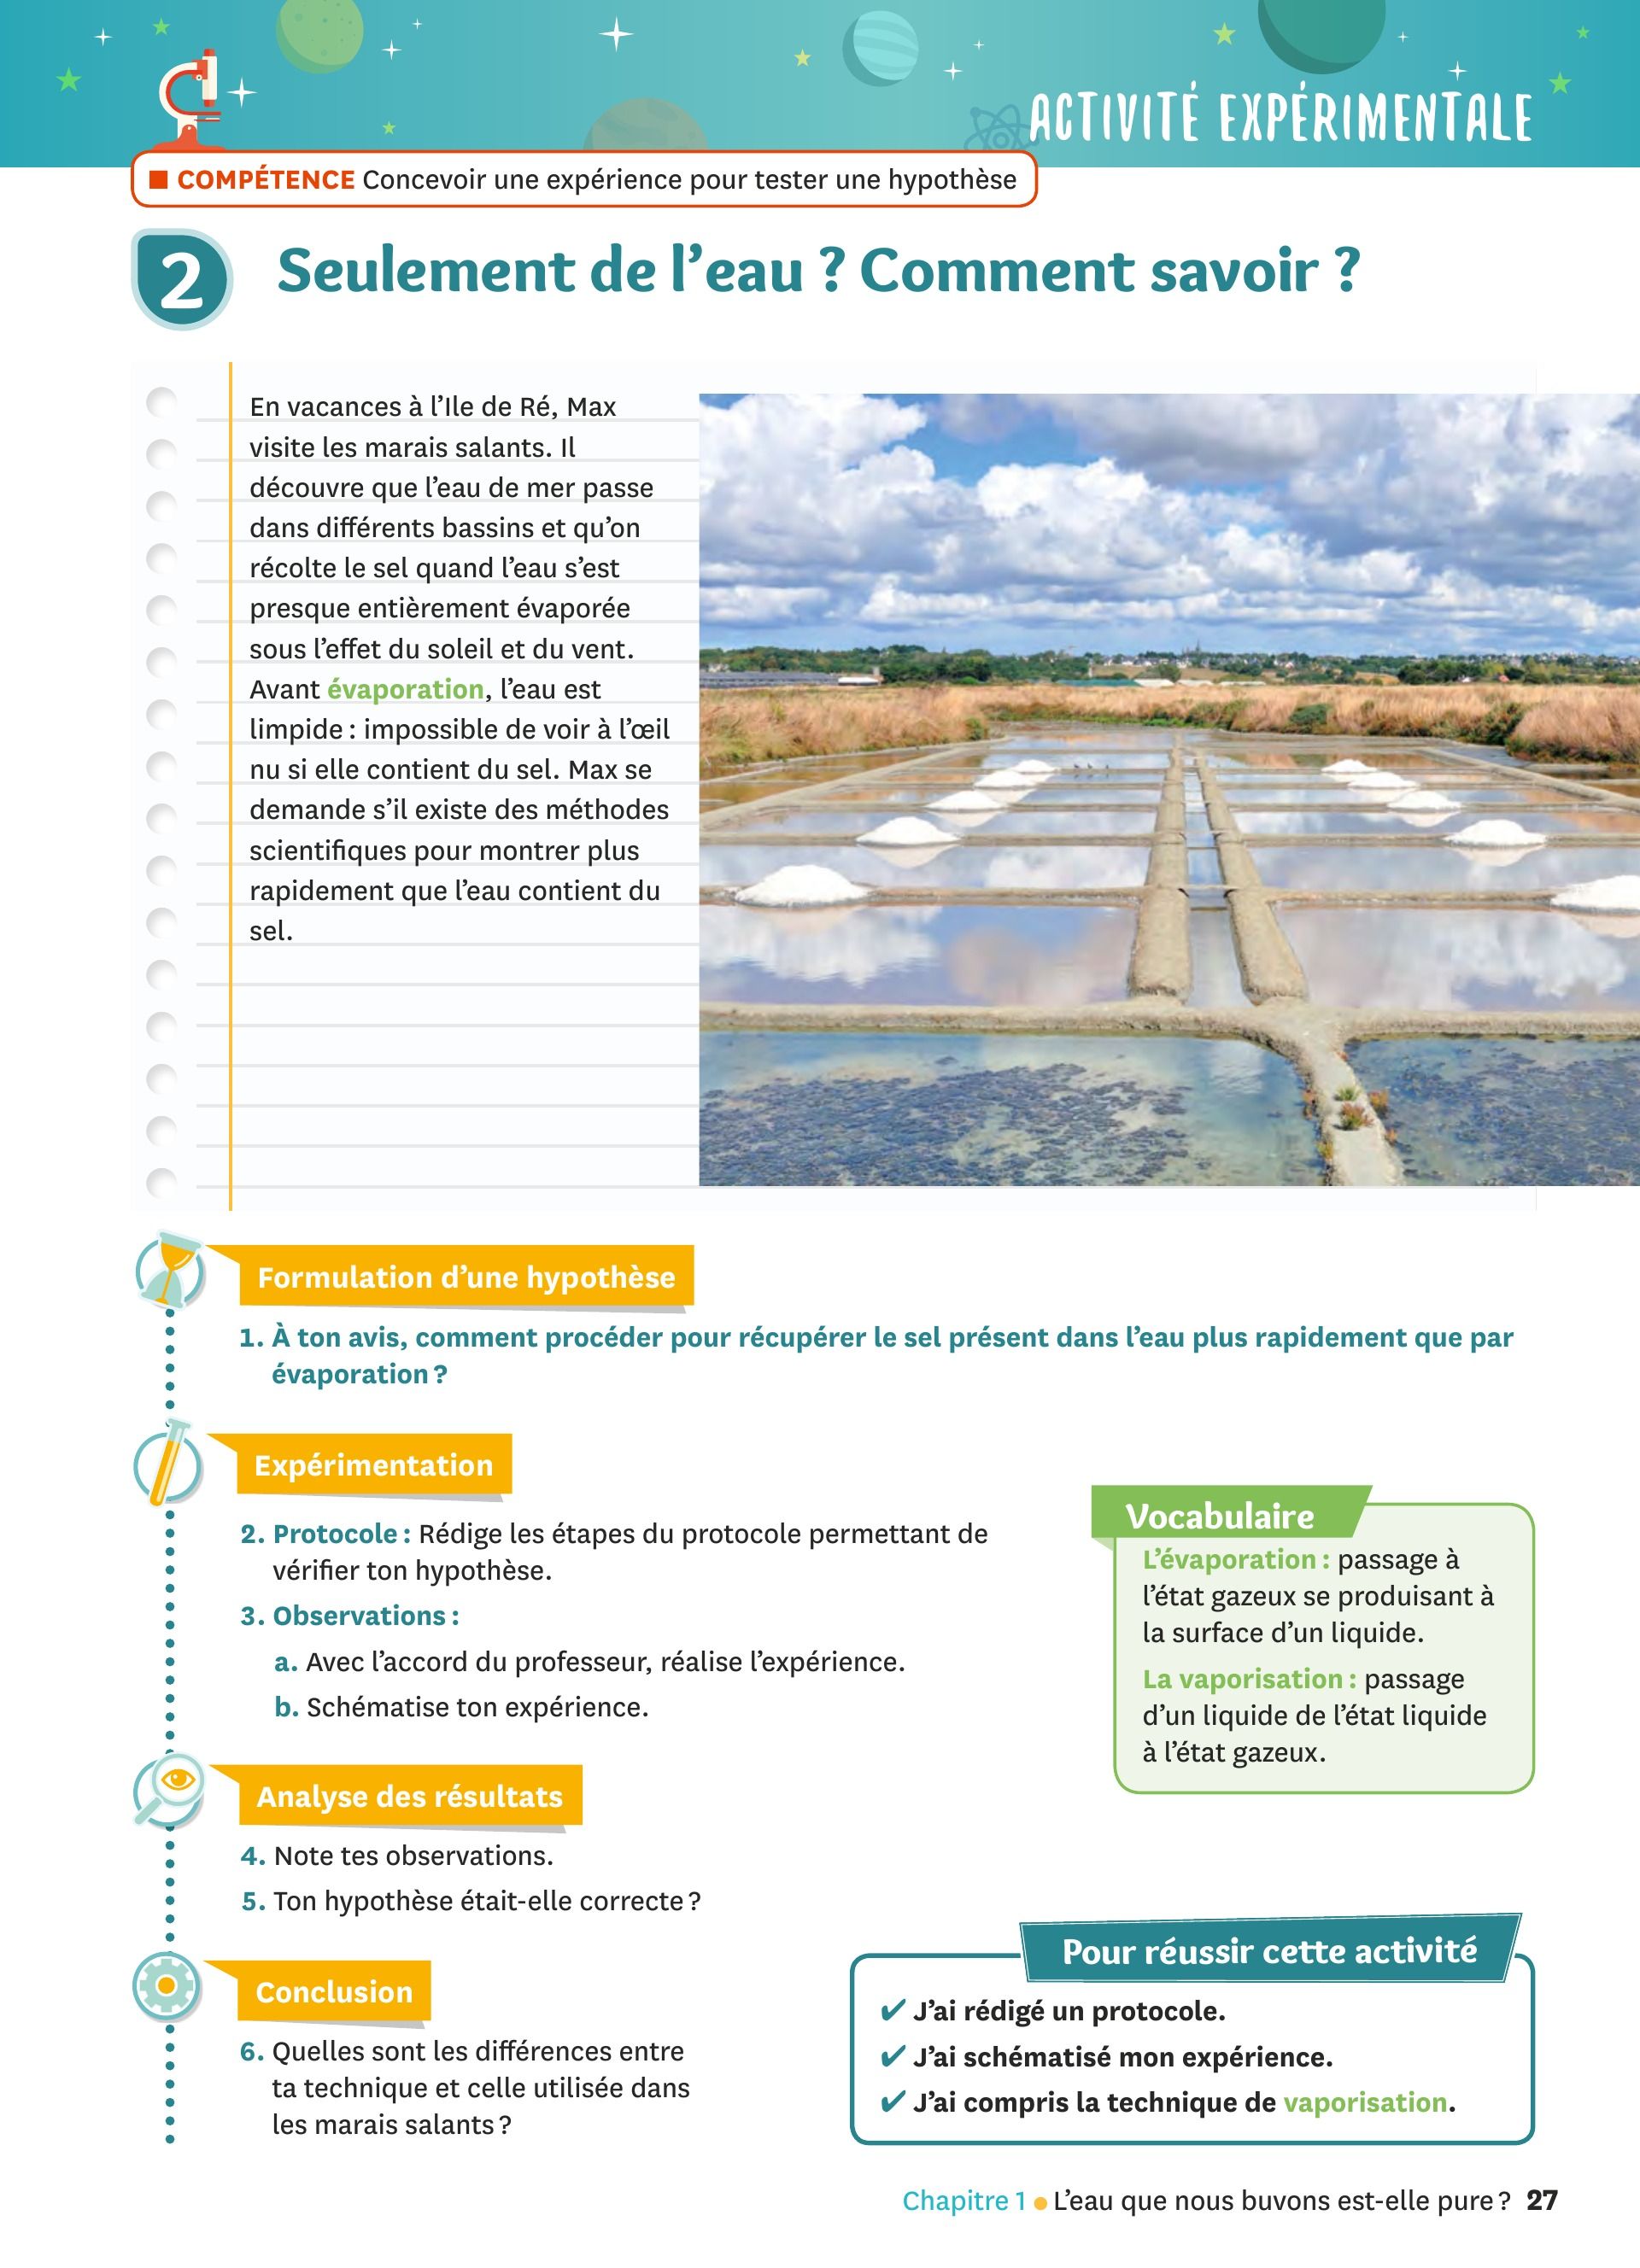 ACTIVITÉ EXPÉRIMENTALE
■ COMPÉTENCE Concevoir une expérience pour tester une hypothèse
2 Seulement de l'eau ? Comment savoir ?
En vacances à l'Ile de Ré, Max
visite les marais salants. Il
découvre que l'eau de mer passe
dans différents bassins et qu'on
récolte le sel quand l'eau s'est
presque entièrement évaporée
sous l'effet du soleil et du vent.
Avant évaporation, l'eau est
limpide : impossible de voir à l'œil
nu si elle contient du sel. Max se
demande s'il existe des méthodes
scientifiques pour montrer plus
rapidement que l'eau contient du
sel.
Formulation d'une hypothèse
1. À ton avis, comment procéder pour récupérer le sel présent dans l'eau plus rapidement que par
évaporation ?
Expérimentation
2. Protocole : Rédige les étapes du protocole permettant de
vérifier ton hypothèse.
3. Observations :
a. Avec l'accord du professeur, réalise l'expérience.
b. Schématise ton expérience.
Vocabulaire
L'évaporation : passage à
l'état gazeux se produisant à
la surface d'un liquide.
La vaporisation : passage
d'un liquide de l'état liquide
à l'état gazeux.
Analyse des résultats
4. Note tes observations.
5. Ton hypothèse était-elle correcte ?
Conclusion
6. Quelles sont les différences entre
ta technique et celle utilisée dans
les marais salants ?
Pour réussir cette activité
✔ J'ai rédigé un protocole.
✔ J'ai schématisé mon expérience.
✔ J'ai compris la technique de vaporisation.
Chapitre 1 ● L'eau que nous buvons est-elle pure ? 27